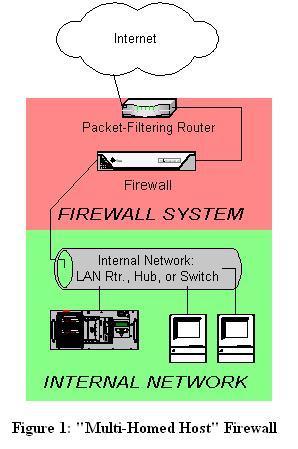 Internet
Packet-Filtering Router
Firewall
FIREWALL SYSTEM
Internal Network:
LAN Rtr., Hub, or Switch
INTERNAL NETWORK
Figure 1: "Multi-Homed Host" Firewall